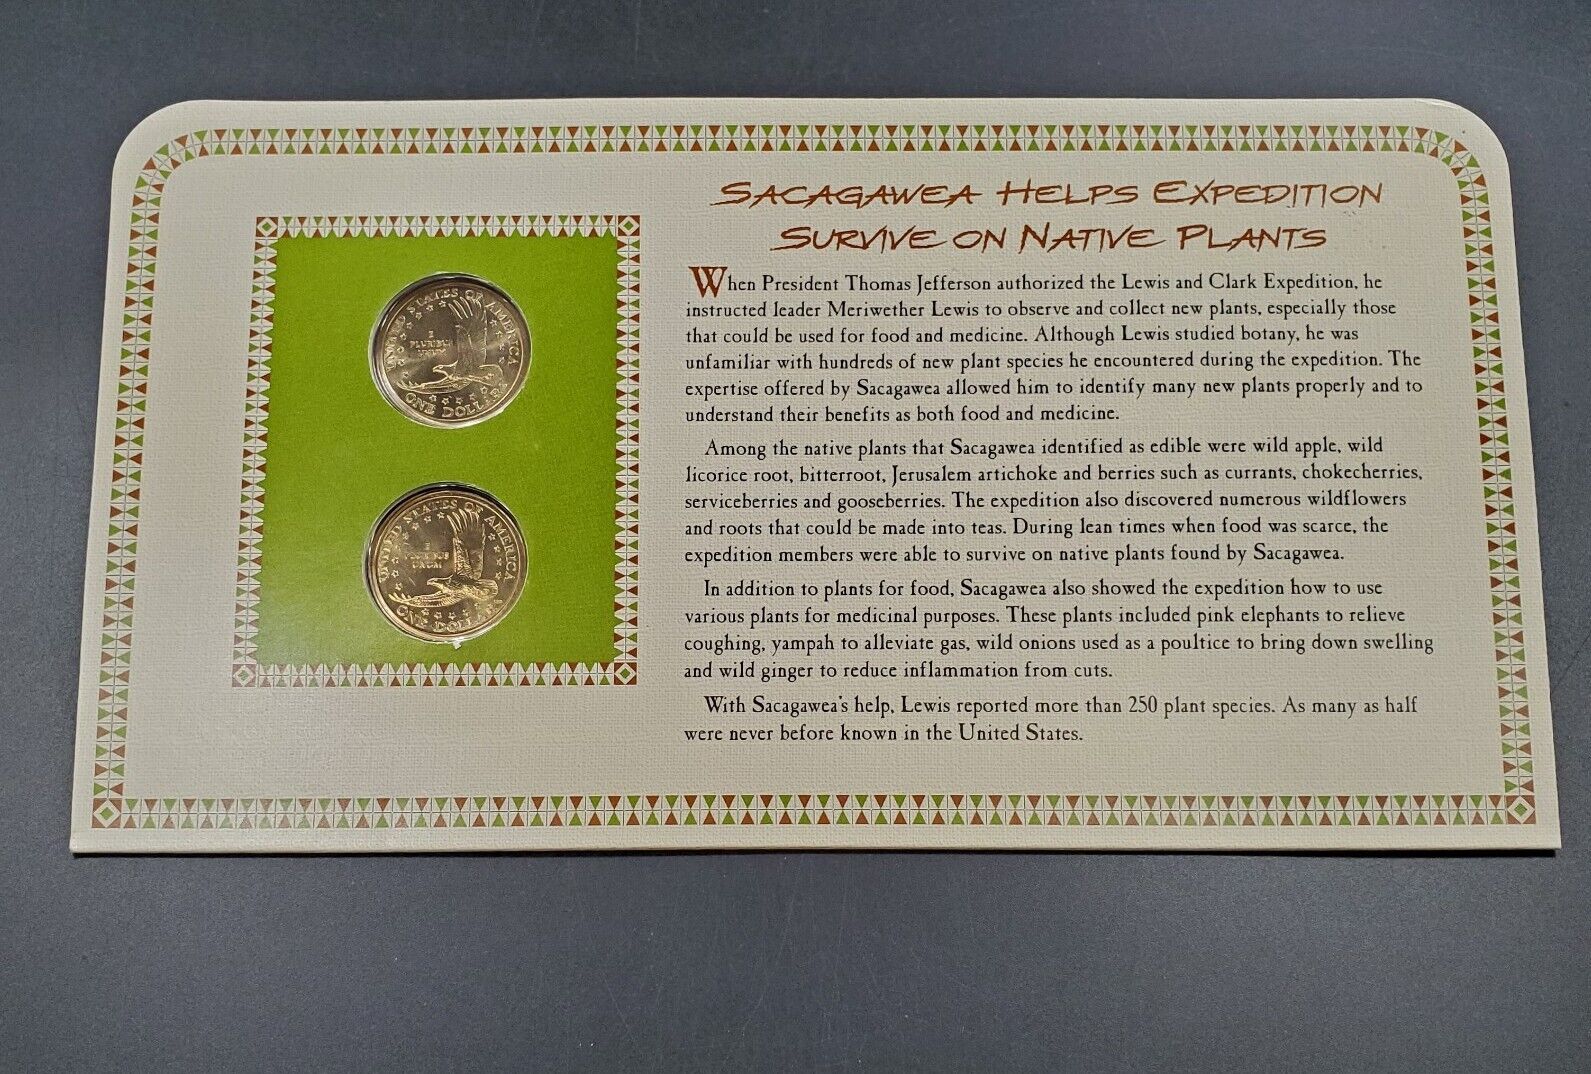 SACAGAWEA HELPS EXPEDITION
SURVIVE ON NATIVE PLANTS
When President Thomas Jefferson authorized the Lewis and Clark Expedition, he
instructed leader Meriwether Lewis to observe and collect new plants, especially those
that could be used for food and medicine. Although Lewis studied botany, he was
unfamiliar with hundreds of new plant species he encountered during the expedition. The
expertise offered by Sacagawea allowed him to identify many new plants properly and to
understand their benefits as both food and medicine.
Among the native plants that Sacagawea identified as edible were wild apple, wild
licorice root, bitterroot, Jerusalem artichoke and berries such as currants, chokecherries,
serviceberries and gooseberries. The expedition also discovered numerous wildflowers
and roots that could be made into teas. During lean times when food was scarce, the
expedition members were able to survive on native plants found by Sacagawea.
In addition to plants for food, Sacagawea also showed the expedition how to use
various plants for medicinal purposes. These plants included pink elephants to relieve
coughing, yampah to alleviate gas, wild onions used as a poultice to bring down swelling
and wild ginger to reduce inflammation from cuts.
With Sacagawea's help, Lewis reported more than 250 plant species. As many as half
were never before known in the United States.
UNITED STATES OF AMERICA
E
PLURIBUS
UNUM
ONE DOLLAR
UNITED STATES OF AMERICA
E
PLURIBUS
UNUM
ONE DOLLAR